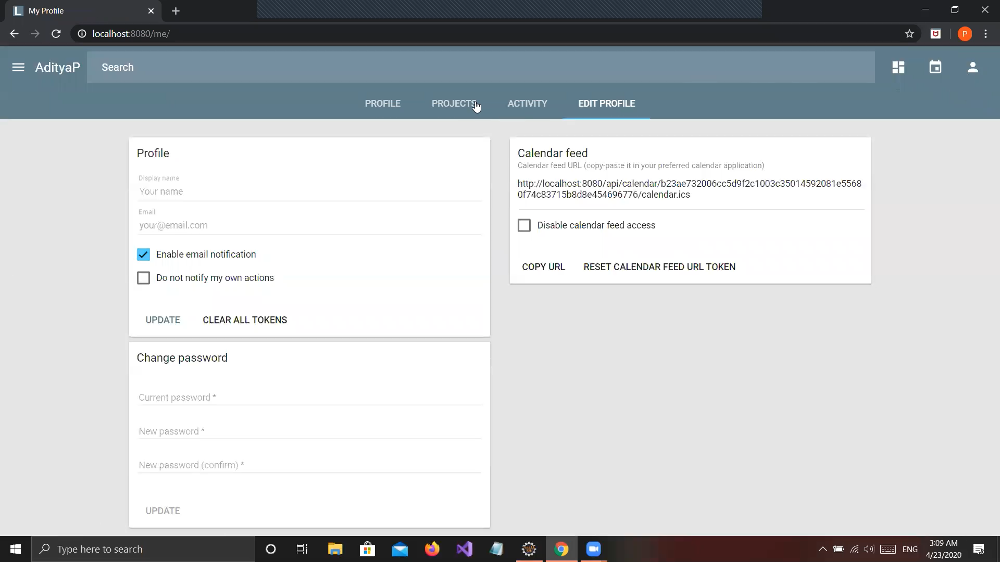 My Profile
localhost:8080/me/
P
AdityaP
Search
PROFILE
PROJECTS
ACTIVITY
EDIT PROFILE
Profile
Display name
Your name
Email
your@email.com
Enable email notification
Do not notify my own actions
UPDATE
CLEAR ALL TOKENS
Change password
Current password *
New password *
New password (confirm) *
UPDATE
Calendar feed
Calendar feed URL (copy-paste it in your preferred calendar application)
http://localhost:8080/api/calendar/b23ae732006cc5d9f2c1003c35014592081e5568
0f74c83715b8d8e454696776/calendar.ics
Disable calendar feed access
COPY URL
RESET CALENDAR FEED URL TOKEN
Type here to search
ENG
3:09 AM
4/23/2020